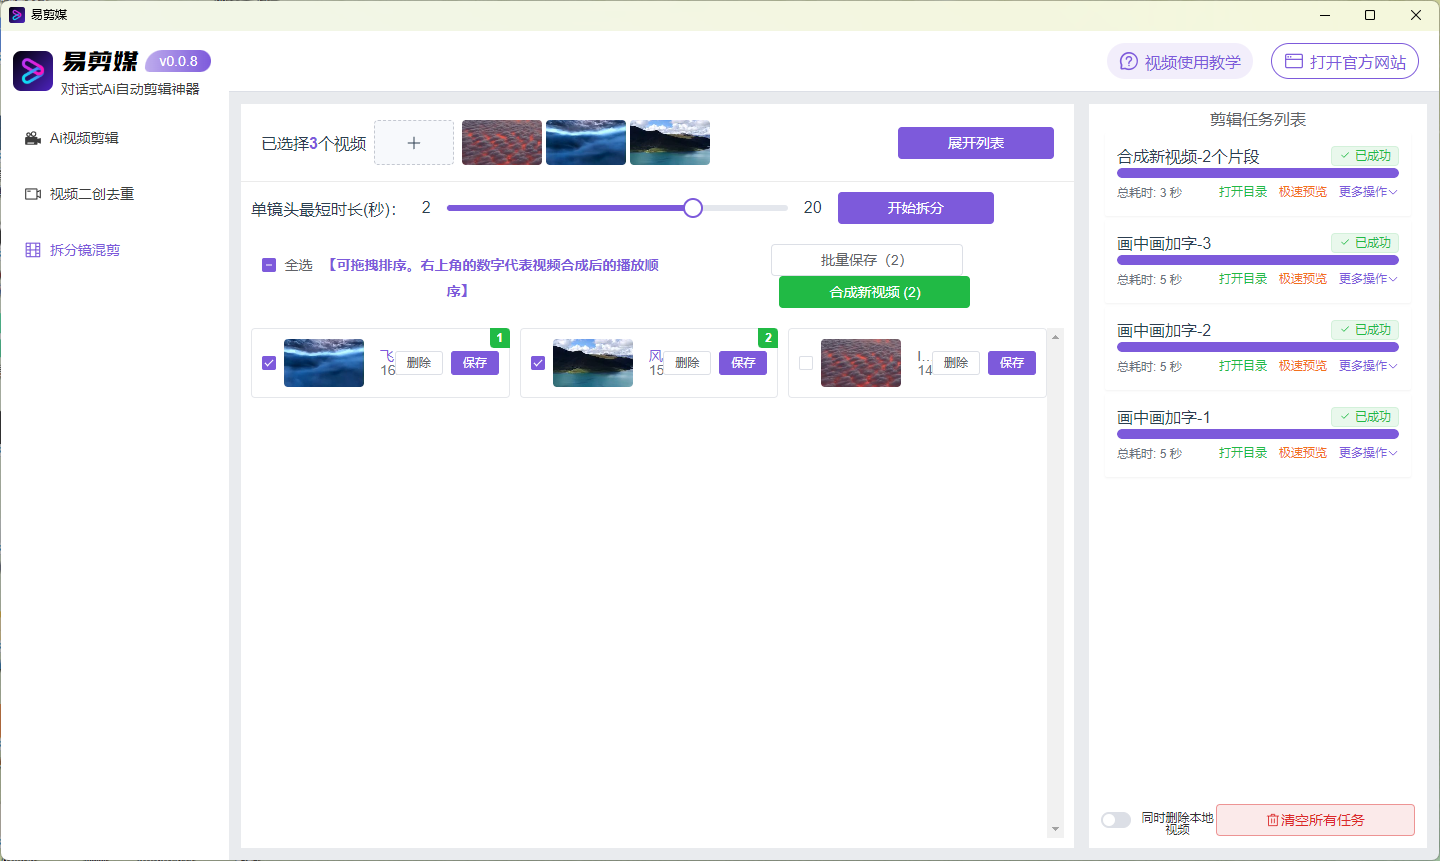 易剪媒
易剪媒 v0.0.8
对话式Ai自动剪辑神器
视频使用教学
打开官方网站
Ai视频剪辑
视频二创去重
拆分镜混剪
已选择3个视频
展开列表
单镜头最短时长(秒)：
2
20
开始拆分
全选
【可拖拽排序。右上角的数字代表视频合成后的播放顺
序】
批量保存（2）
合成新视频 (2)
1
飞
16
删除
保存
2
风
15
删除
保存
I...
14
删除
保存
剪辑任务列表
合成新视频-2个片段
已成功
总耗时: 3 秒
打开目录
极速预览
更多操作
画中画加字-3
已成功
总耗时: 5 秒
打开目录
极速预览
更多操作
画中画加字-2
已成功
总耗时: 5 秒
打开目录
极速预览
更多操作
画中画加字-1
已成功
总耗时: 5 秒
打开目录
极速预览
更多操作
同时删除本地
视频
清空所有任务